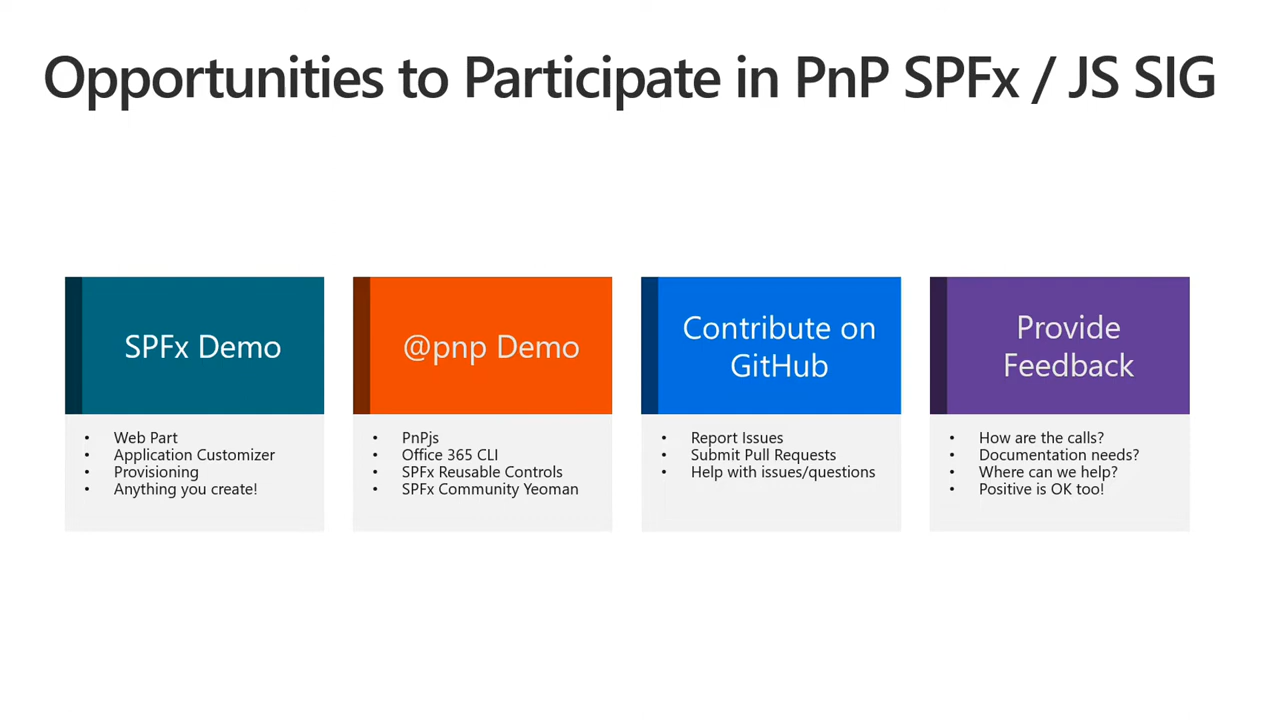 Opportunities to Participate in PnP SPFx / JS SIG
SPFx Demo
• Web Part
• Application Customizer
• Provisioning
• Anything you create!
@pnp Demo
• PnPjs
• Office 365 CLI
• SPFx Reusable Controls
• SPFx Community Yeoman
Contribute on
GitHub
• Report Issues
• Submit Pull Requests
• Help with issues/questions
Provide
Feedback
• How are the calls?
• Documentation needs?
• Where can we help?
• Positive is OK too!